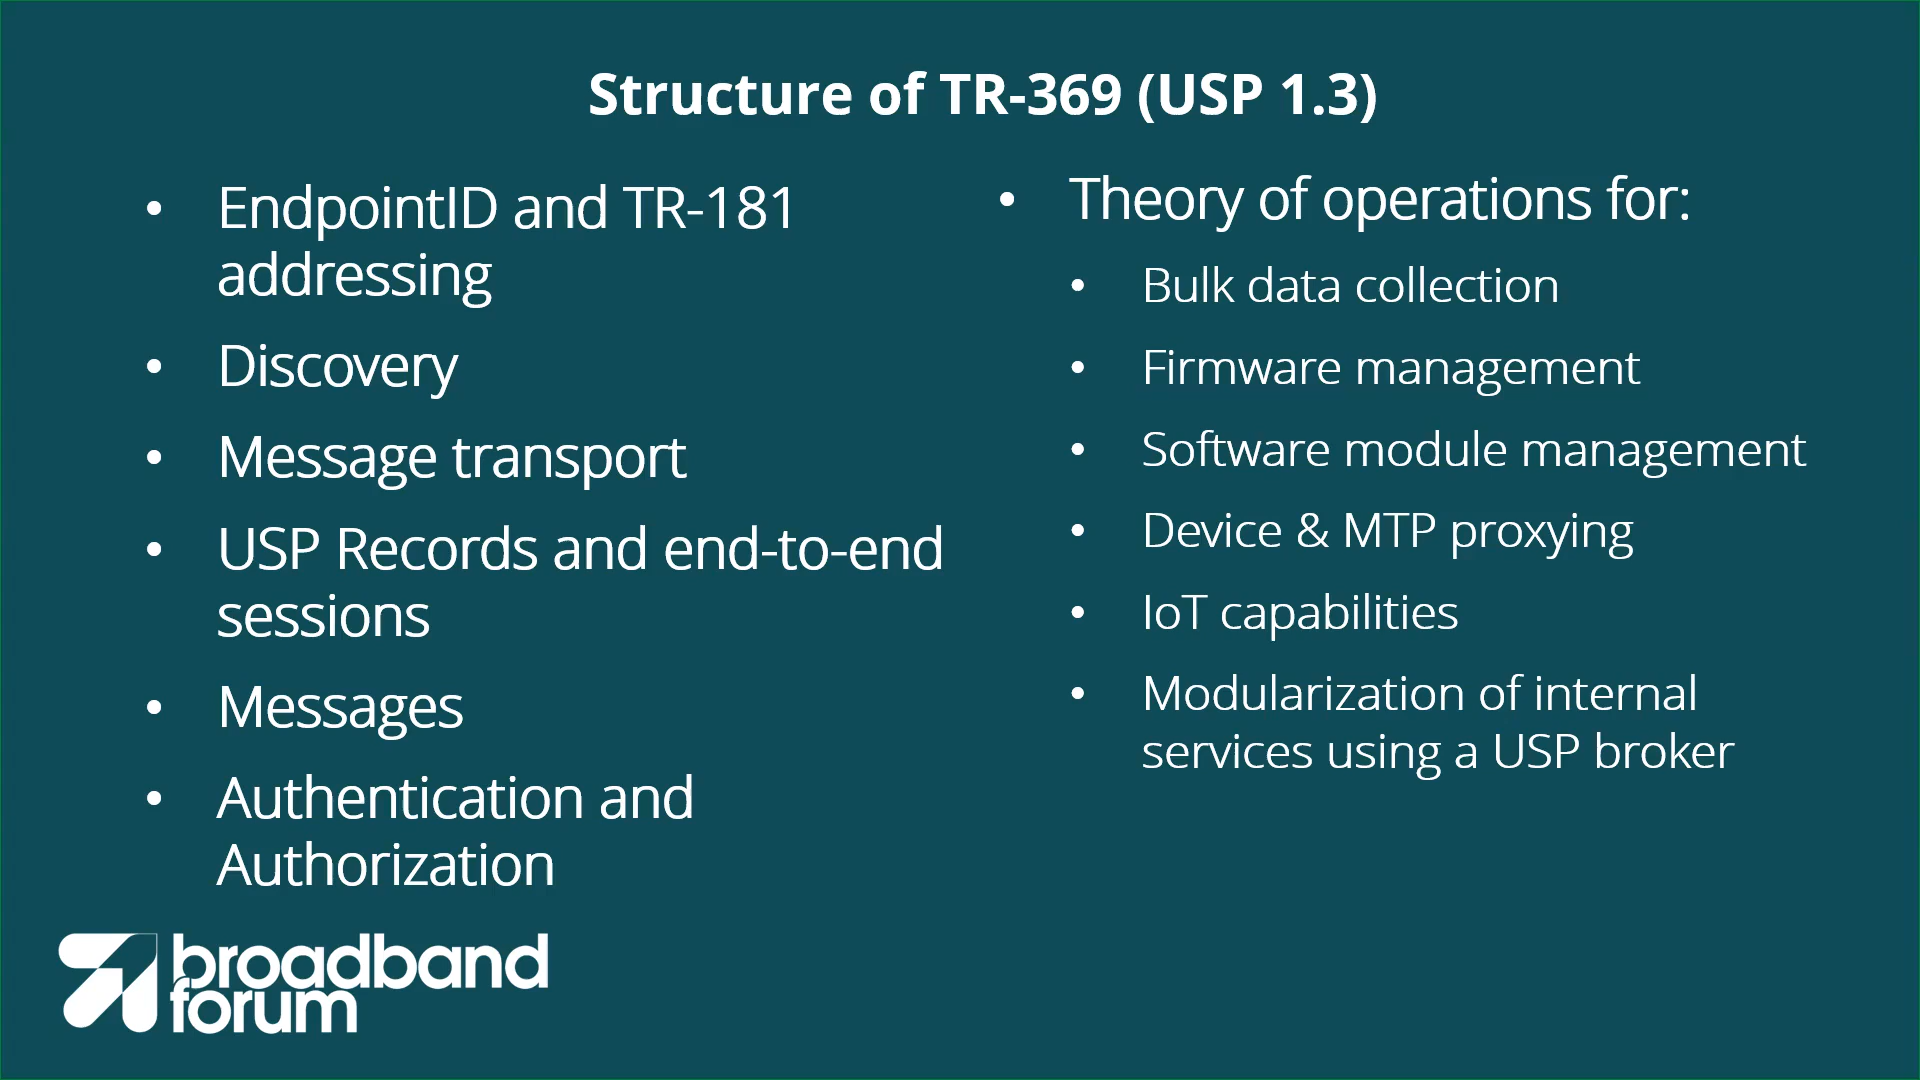 Structure of TR-369 (USP 1.3)
• EndpointID and TR-181
addressing
• Discovery
• Message transport
• USP Records and end-to-end
sessions
• Messages
• Authentication and
Authorization
• Theory of operations for:
• Bulk data collection
• Firmware management
• Software module management
• Device & MTP proxying
• IoT capabilities
• Modularization of internal
services using a USP broker
broadband
forum